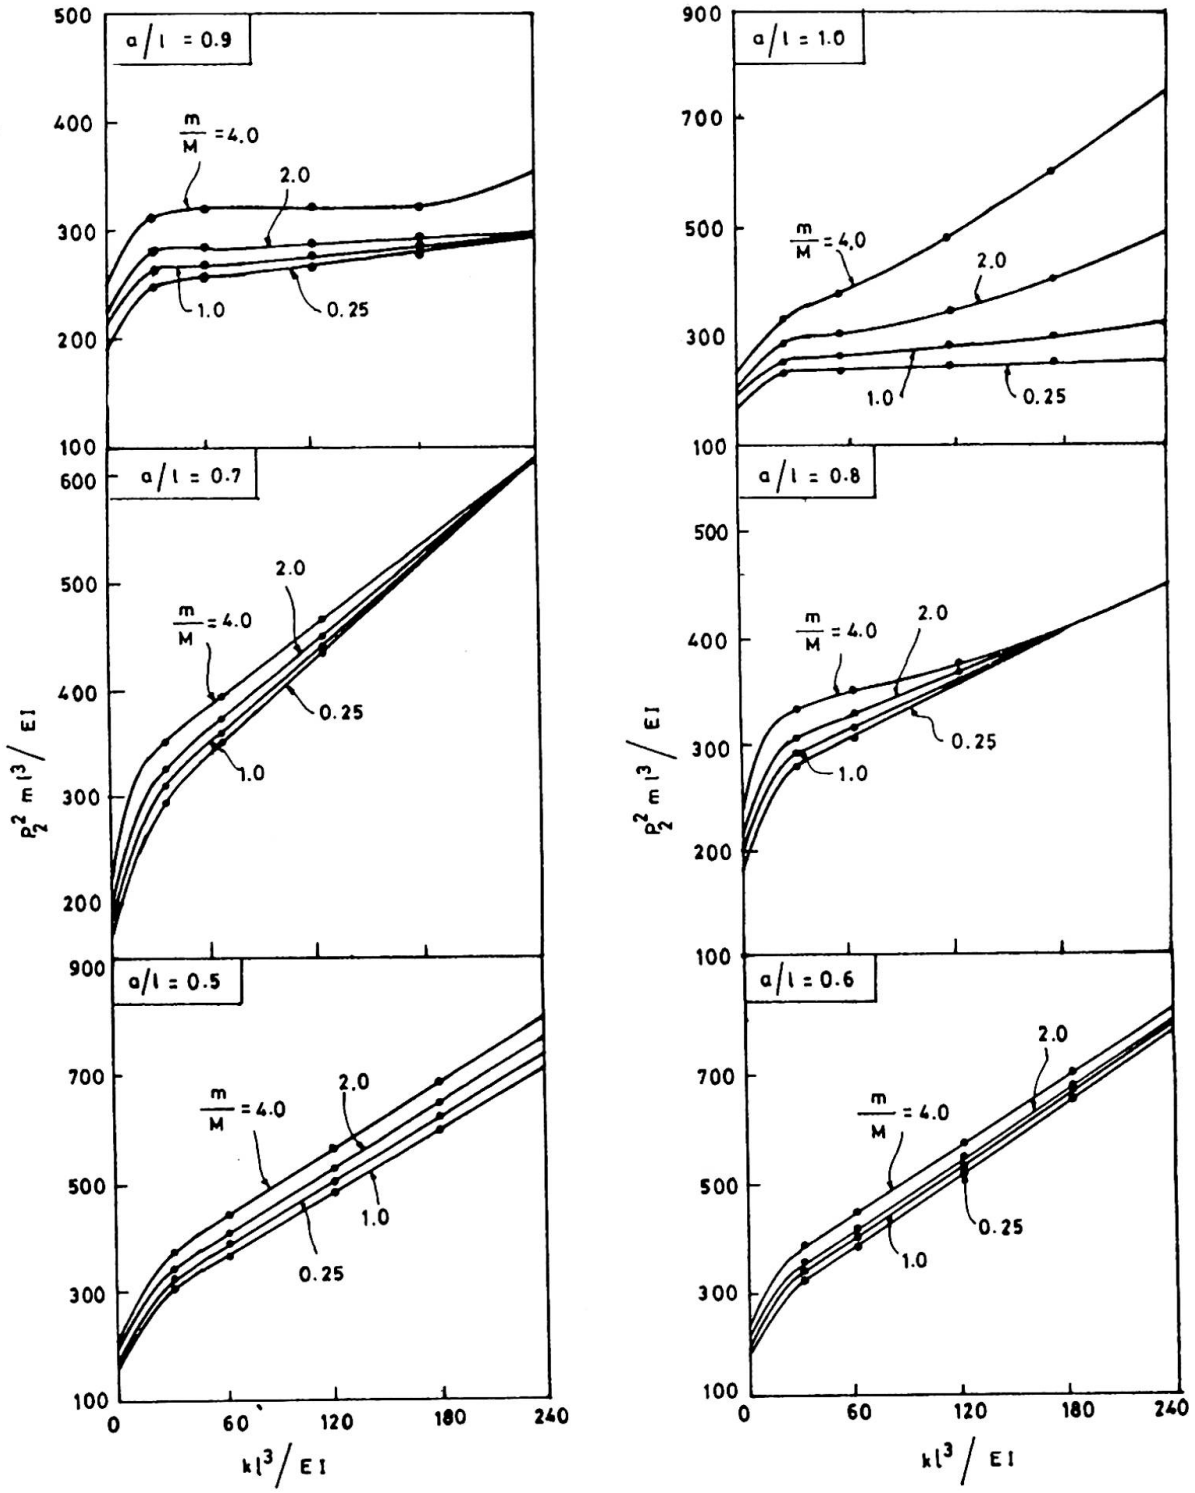 500
a/l = 0.9
400
m/M = 4.0
2.0
300
200
1.0
0.25
100
900
a/l = 1.0
700
500
m/M = 4.0
2.0
300
1.0
0.25
100
600
a/l = 0.7
500
2.0
m/M = 4.0
400
0.25
1.0
300
200
P₂² m l³ / EI
a/l = 0.8
500
400
m/M = 4.0
2.0
300
0.25
1.0
200
100
P₂² m l³ / EI
900
a/l = 0.5
700
2.0
m/M = 4.0
500
1.0
0.25
300
100
0 60 120 180 240
kl³ / EI
a/l = 0.6
700
2.0
m/M = 4.0
500
0.25
1.0
300
100
0 60 120 180 240
kl³ / EI